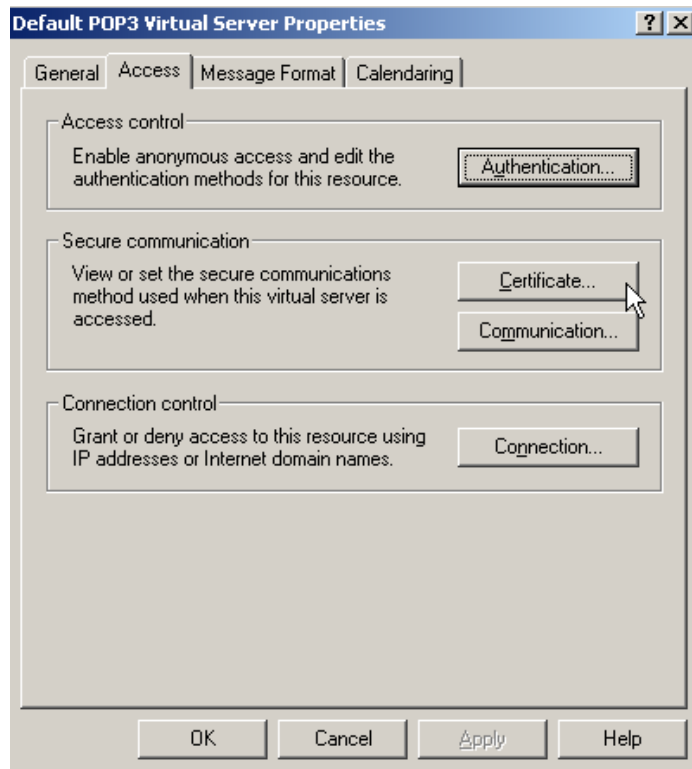 Default POP3 Virtual Server Properties
General
Access
Message Format
Calendaring
Access control
Enable anonymous access and edit the
authentication methods for this resource.
Authentication...
Secure communication
View or set the secure communications
method used when this virtual server is
accessed.
Certificate...
Communication...
Connection control
Grant or deny access to this resource using
IP addresses or Internet domain names.
Connection...
OK
Cancel
Apply
Help